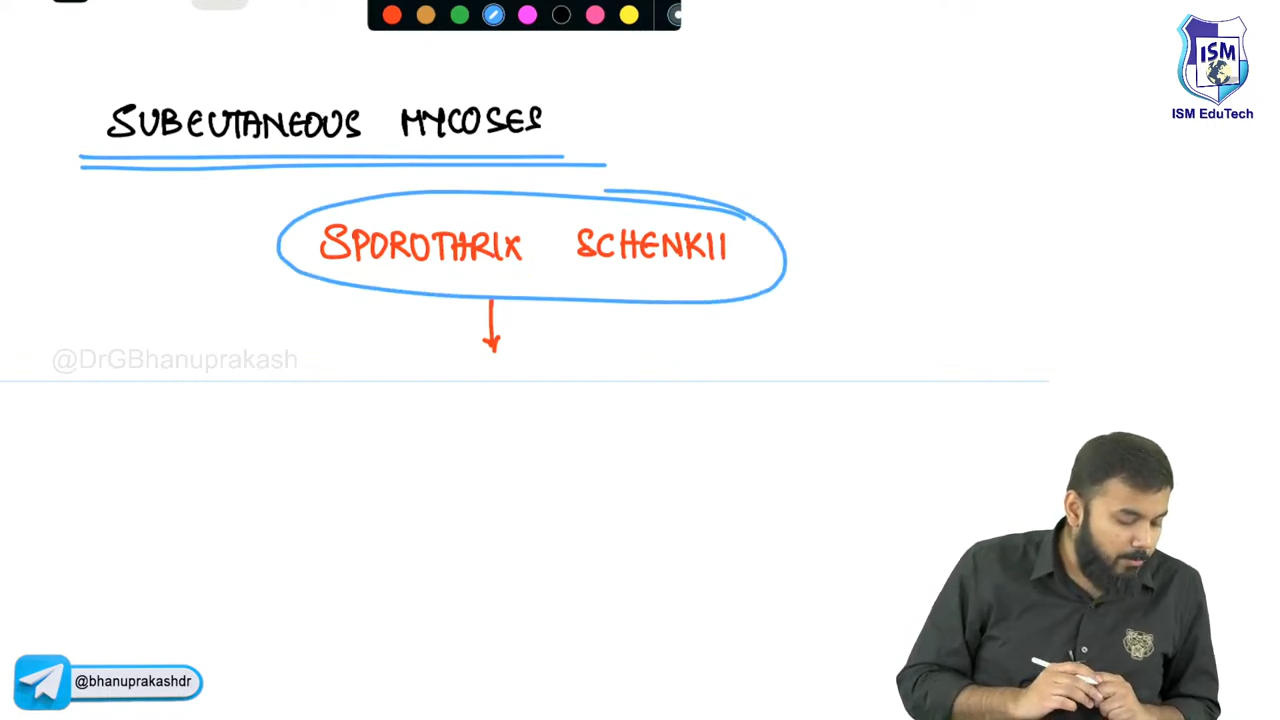 ISM
ISM EduTech
SUBCUTANEOUS MYCOSES
SPOROTHRIX SCHENKII
@DrGBhanuprakash
@bhanuprakashdr